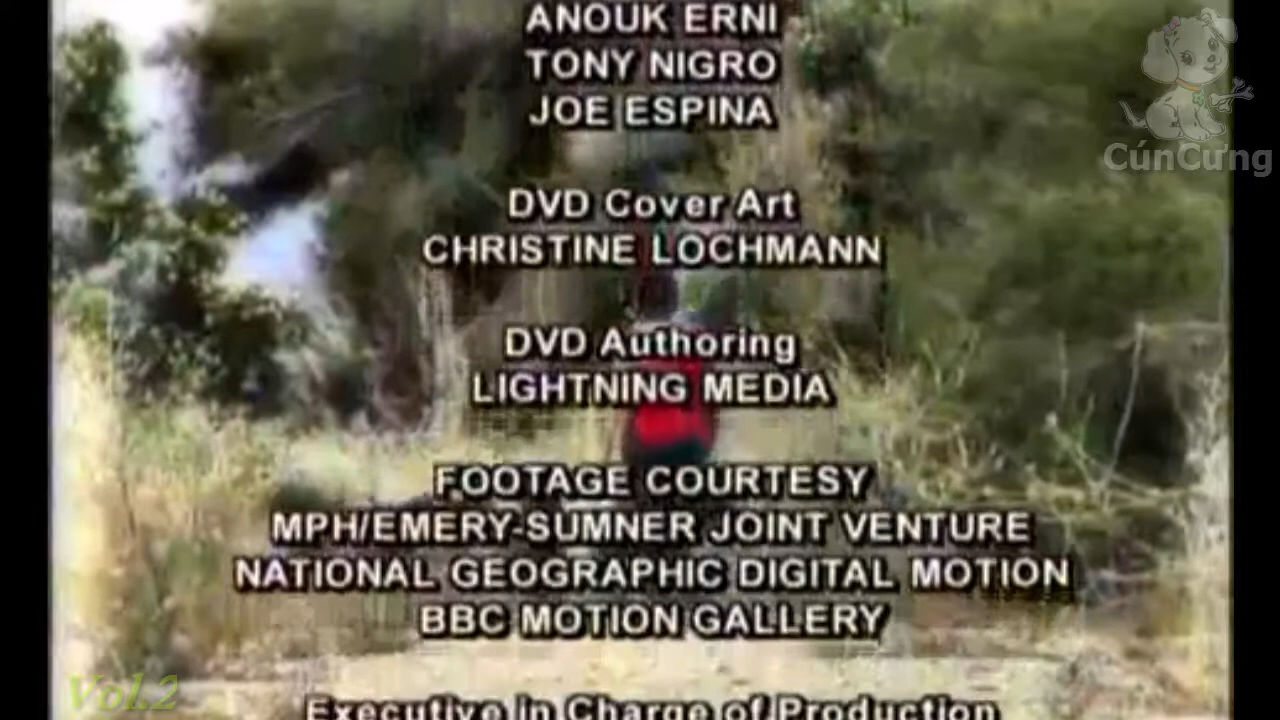 ANOUK ERNI
TONY NIGRO
JOE ESPINA
CúnCưng
DVD Cover Art
CHRISTINE LOCHMANN
DVD Authoring
LIGHTNING MEDIA
FOOTAGE COURTESY
MPH/EMERY-SUMNER JOINT VENTURE
NATIONAL GEOGRAPHIC DIGITAL MOTION
BBC MOTION GALLERY
Vol.2
Executive in Charge of Production